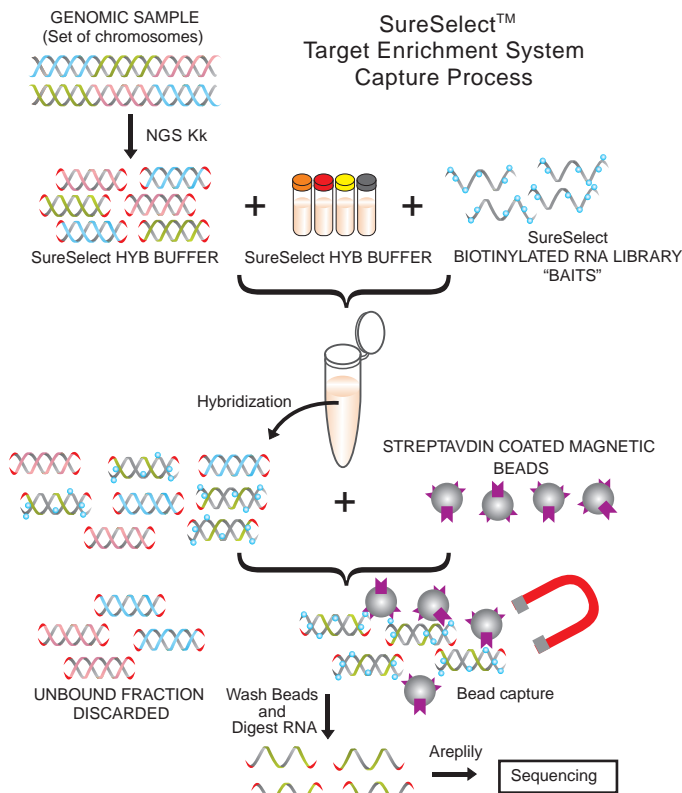 GENOMIC SAMPLE
(Set of chromosomes)
SureSelect™
Target Enrichment System
Capture Process
NGS Kk
SureSelect HYB BUFFER
SureSelect HYB BUFFER
SureSelect
BIOTINYLATED RNA LIBRARY
“BAITS”
Hybridization
STREPTAVDIN COATED MAGNETIC
BEADS
UNBOUND FRACTION
DISCARDED
Wash Beads
and
Digest RNA
Bead capture
Areplily
Sequencing